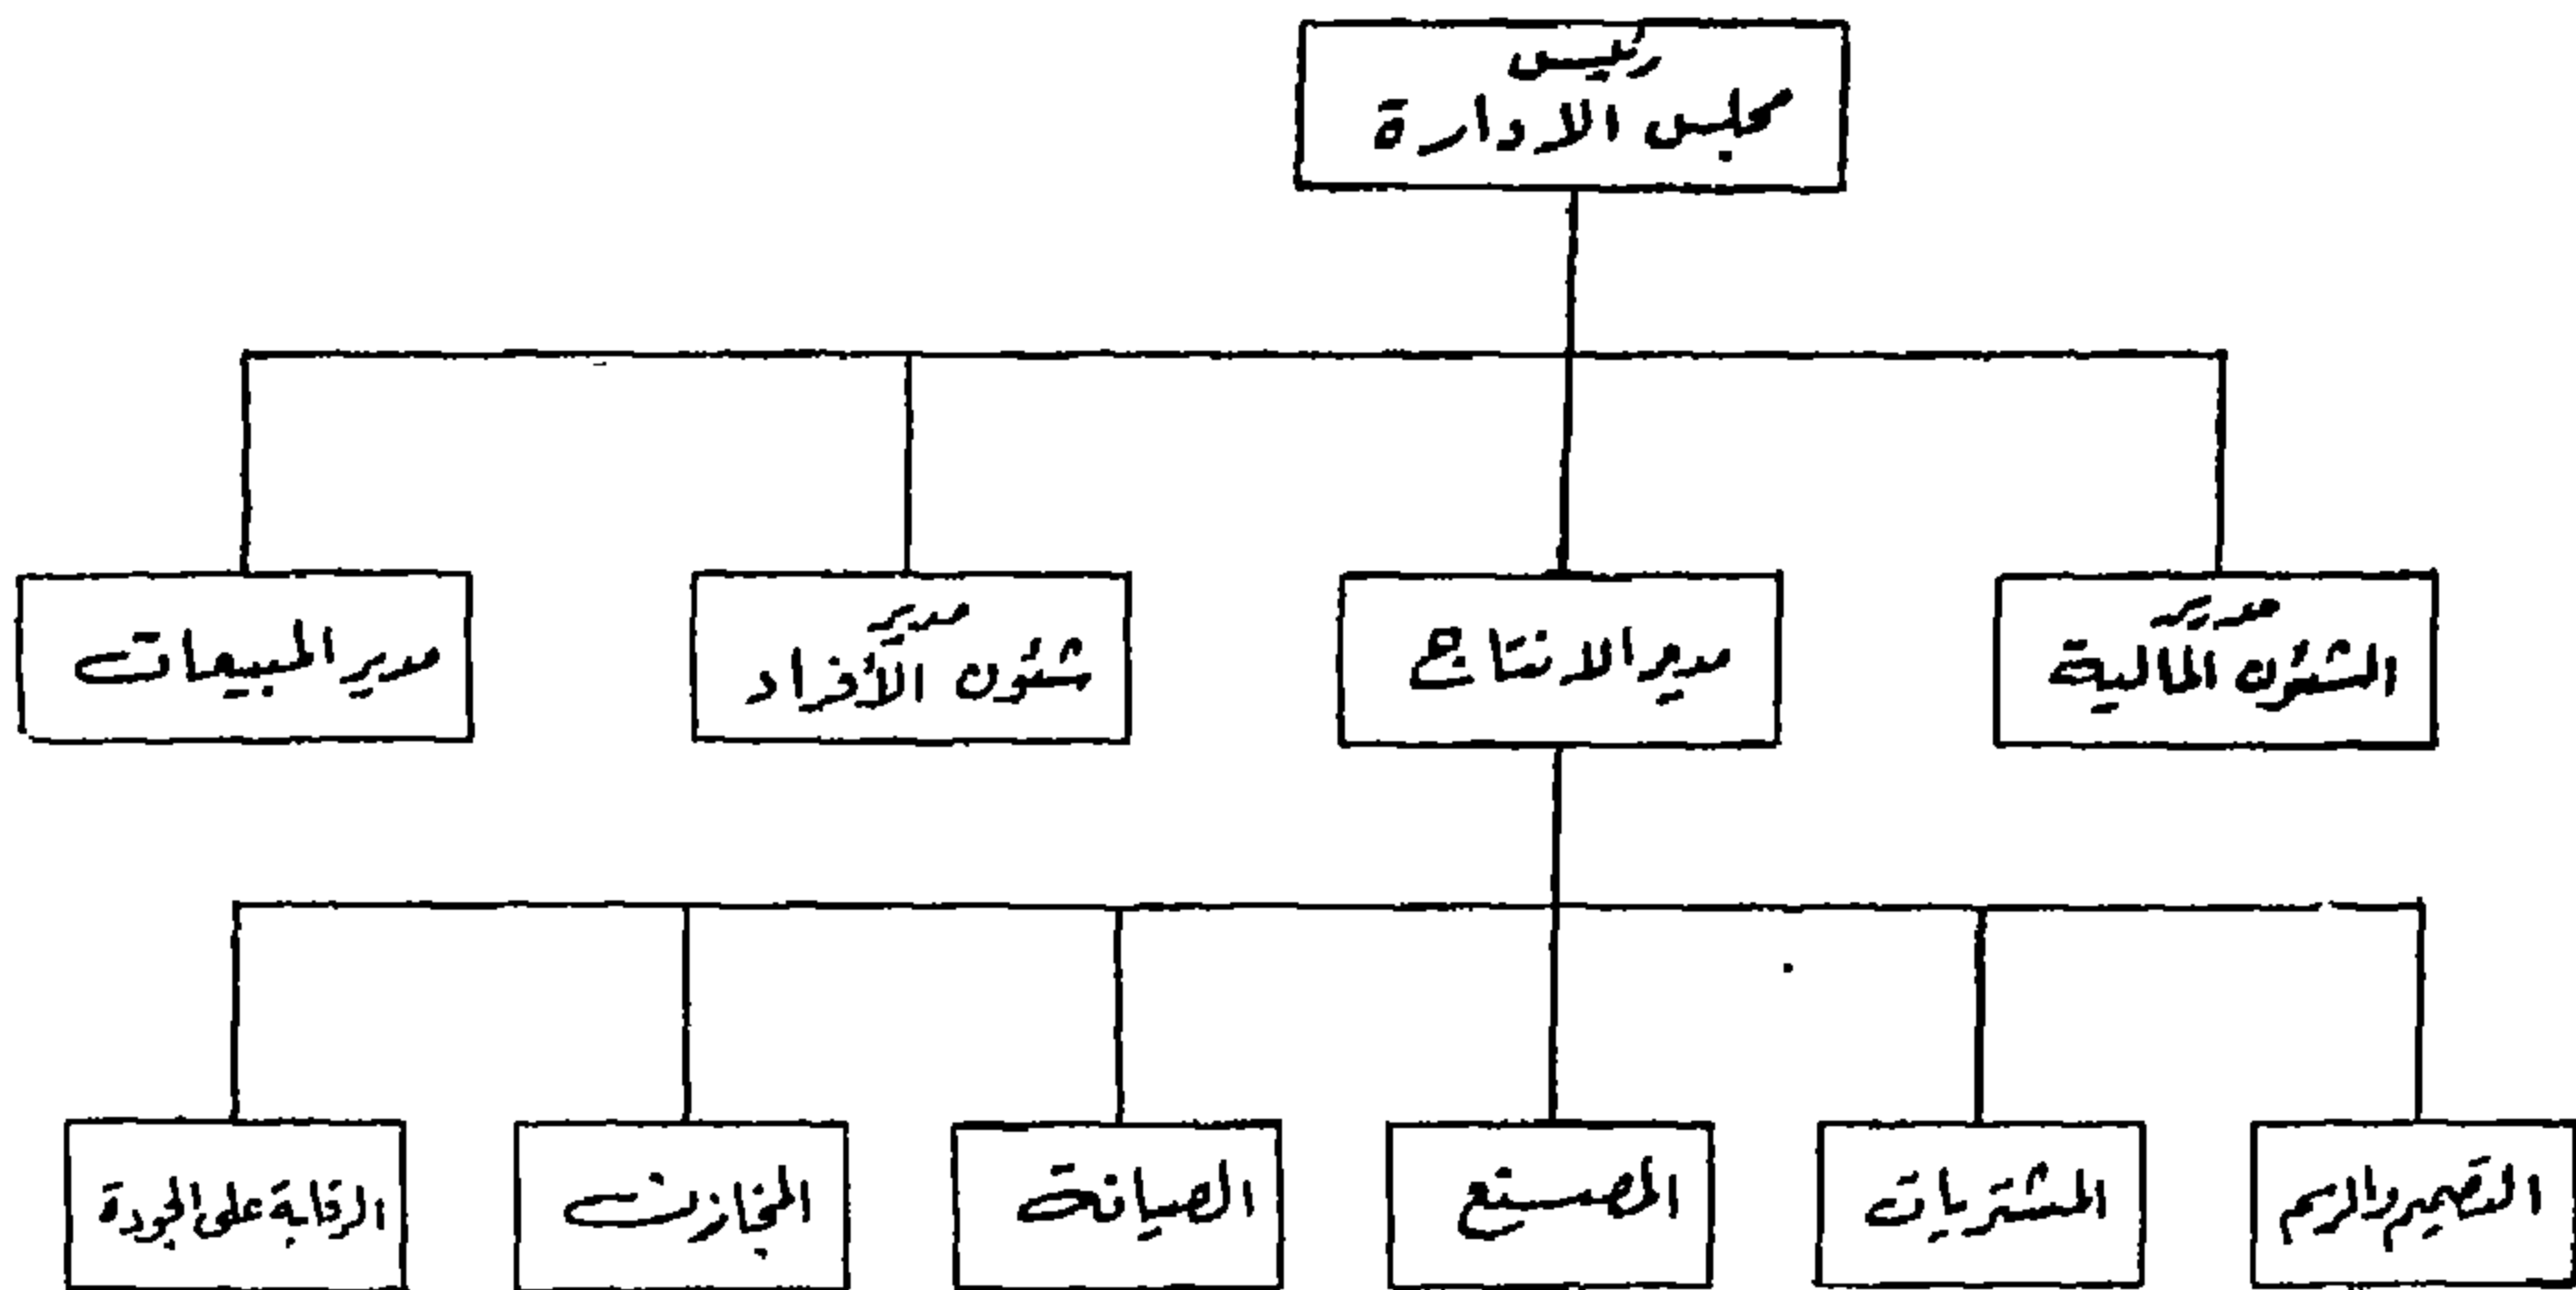 رئيس
مجلس الادارة
مدير
الشئون المالية
مدير الانتاج
مدير
شئون الأفراد
مدير المبيعات
التصميم والرسم
المشتريات
المصنع
الصيانة
المخازن
الرقابة على الجودة